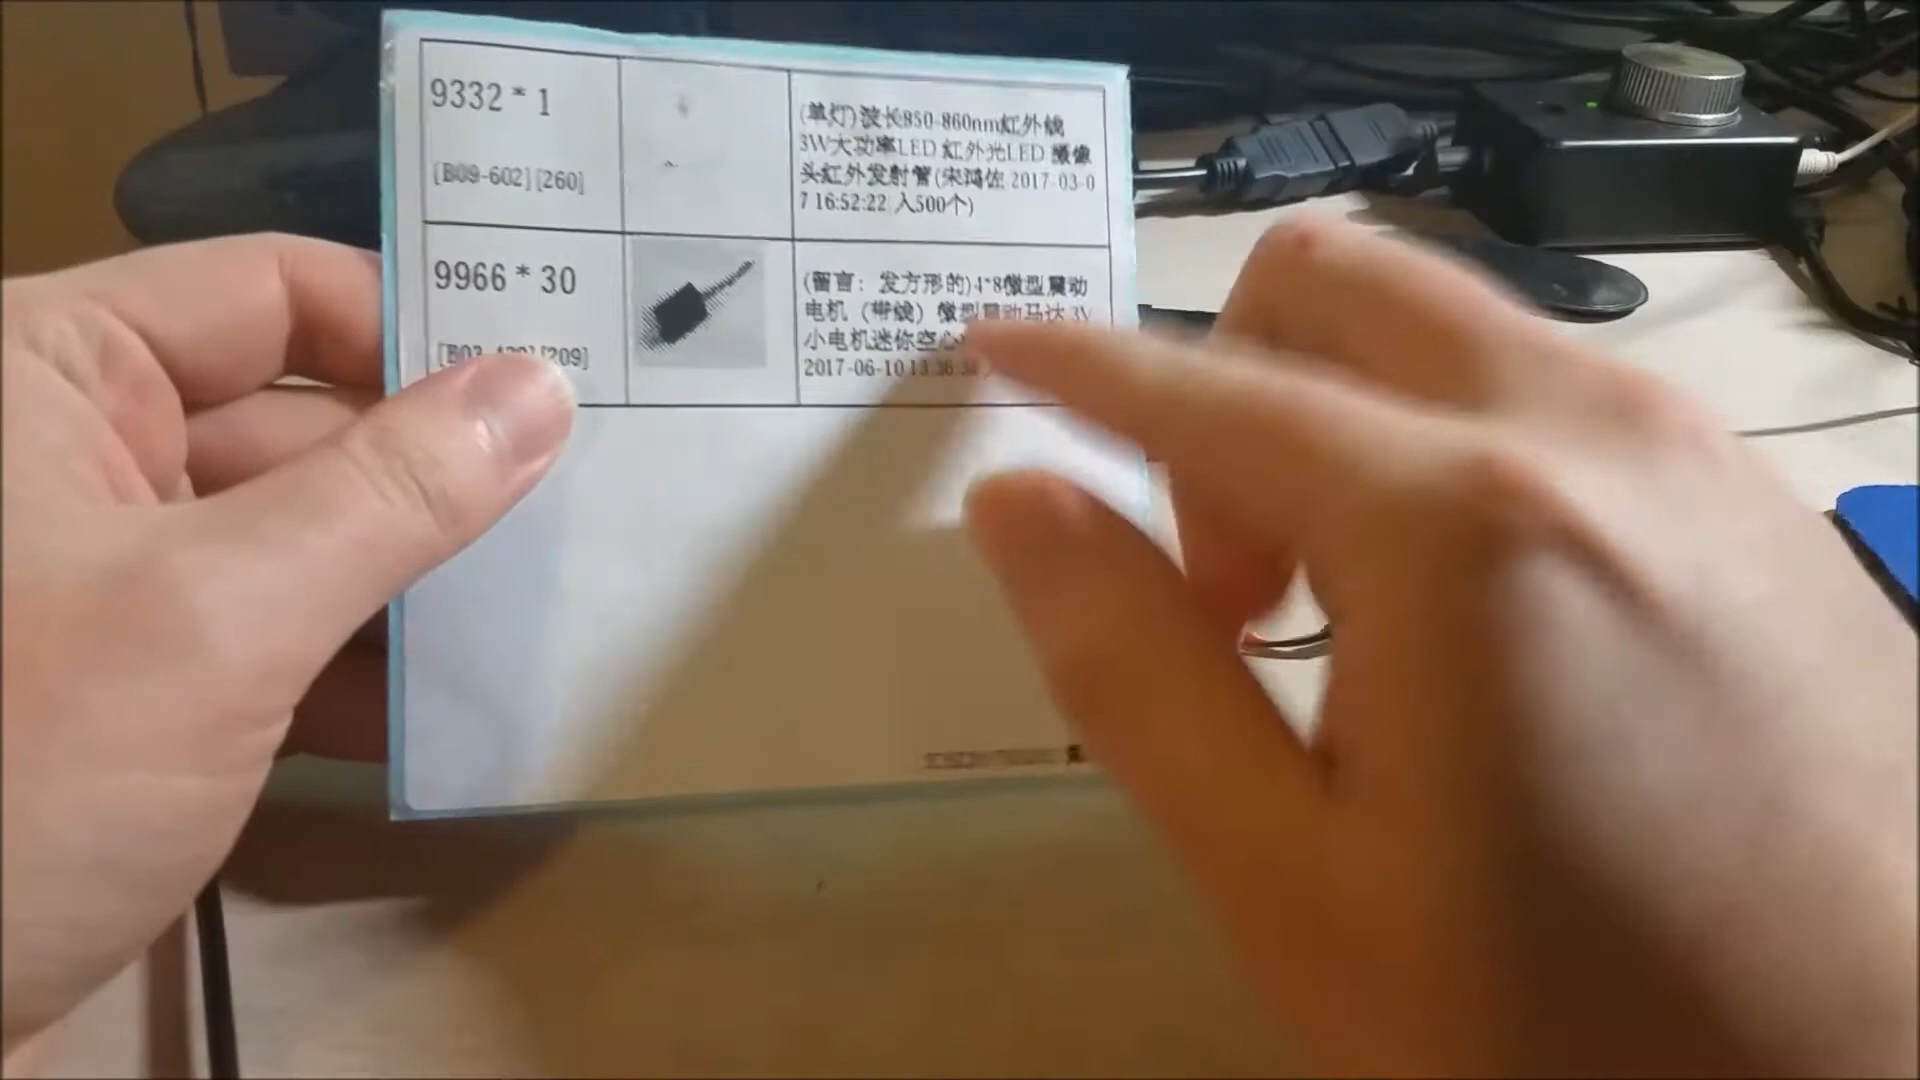 9332 * 1
[B09-602] [260]
(单灯)波长850-860nm红外线
3W大功率LED 红外光LED 摄像
头红外发射管(宋鸿佐 2017-03-0
7 16:52:22 入500个)
9966 * 30
[209]
(留言：发方形的)4*8微型震动
电机（带线）微型震动马达 3V
小电机迷你空心
2017-06-10 13:36:34